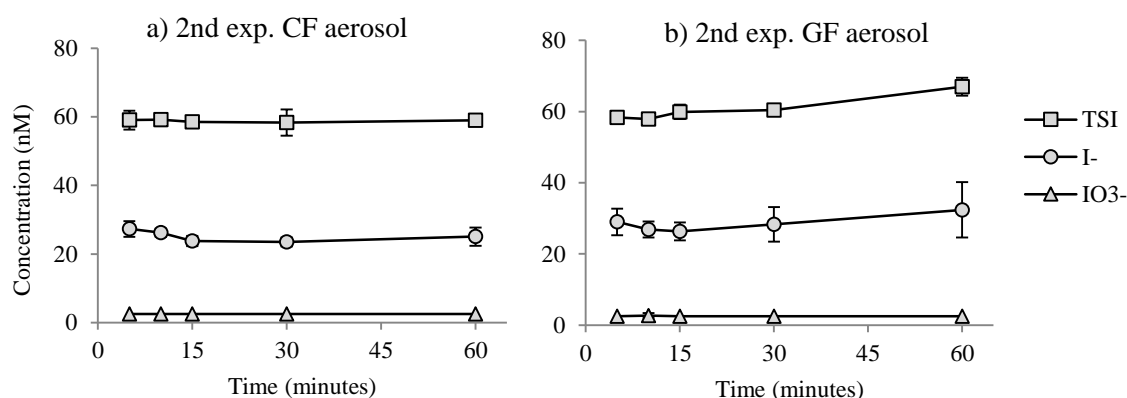 a) 2nd exp. CF aerosol
80
60
40
20
0
0 15 30 45 60
Concentration (nM)
Time (minutes)
b) 2nd exp. GF aerosol
80
60
40
20
0
0 15 30 45 60
Time (minutes)
TSI
I-
IO3-